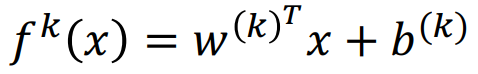 f^k(x) = w^{(k)^T} x + b^{(k)}